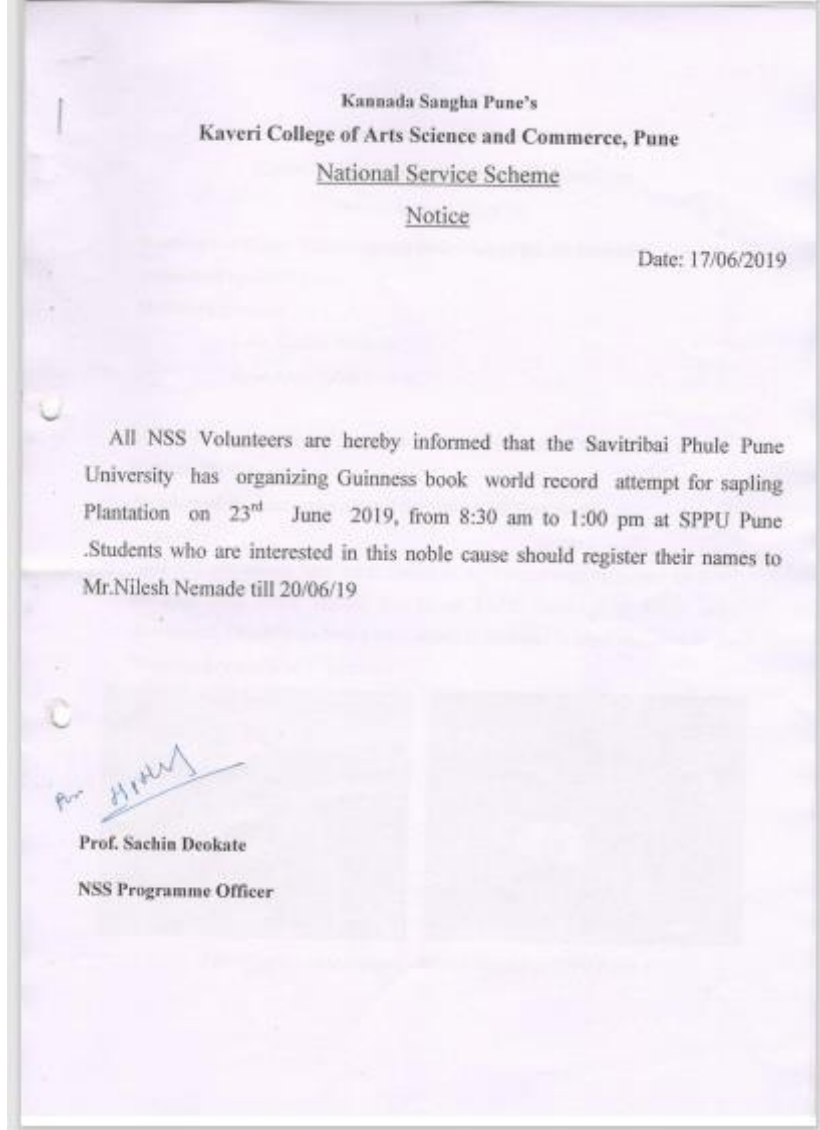 Kannada Sangha Pune's
Kaveri College of Arts Science and Commerce, Pune
National Service Scheme
Notice
Date: 17/06/2019
All NSS Volunteers are hereby informed that the Savitribai Phule Pune
University has organizing Guinness book world record attempt for sapling
Plantation on 23rd June 2019, from 8:30 am to 1:00 pm at SPPU Pune
.Students who are interested in this noble cause should register their names to
Mr.Nilesh Nemade till 20/06/19
Prof. Sachin Deokate
NSS Programme Officer